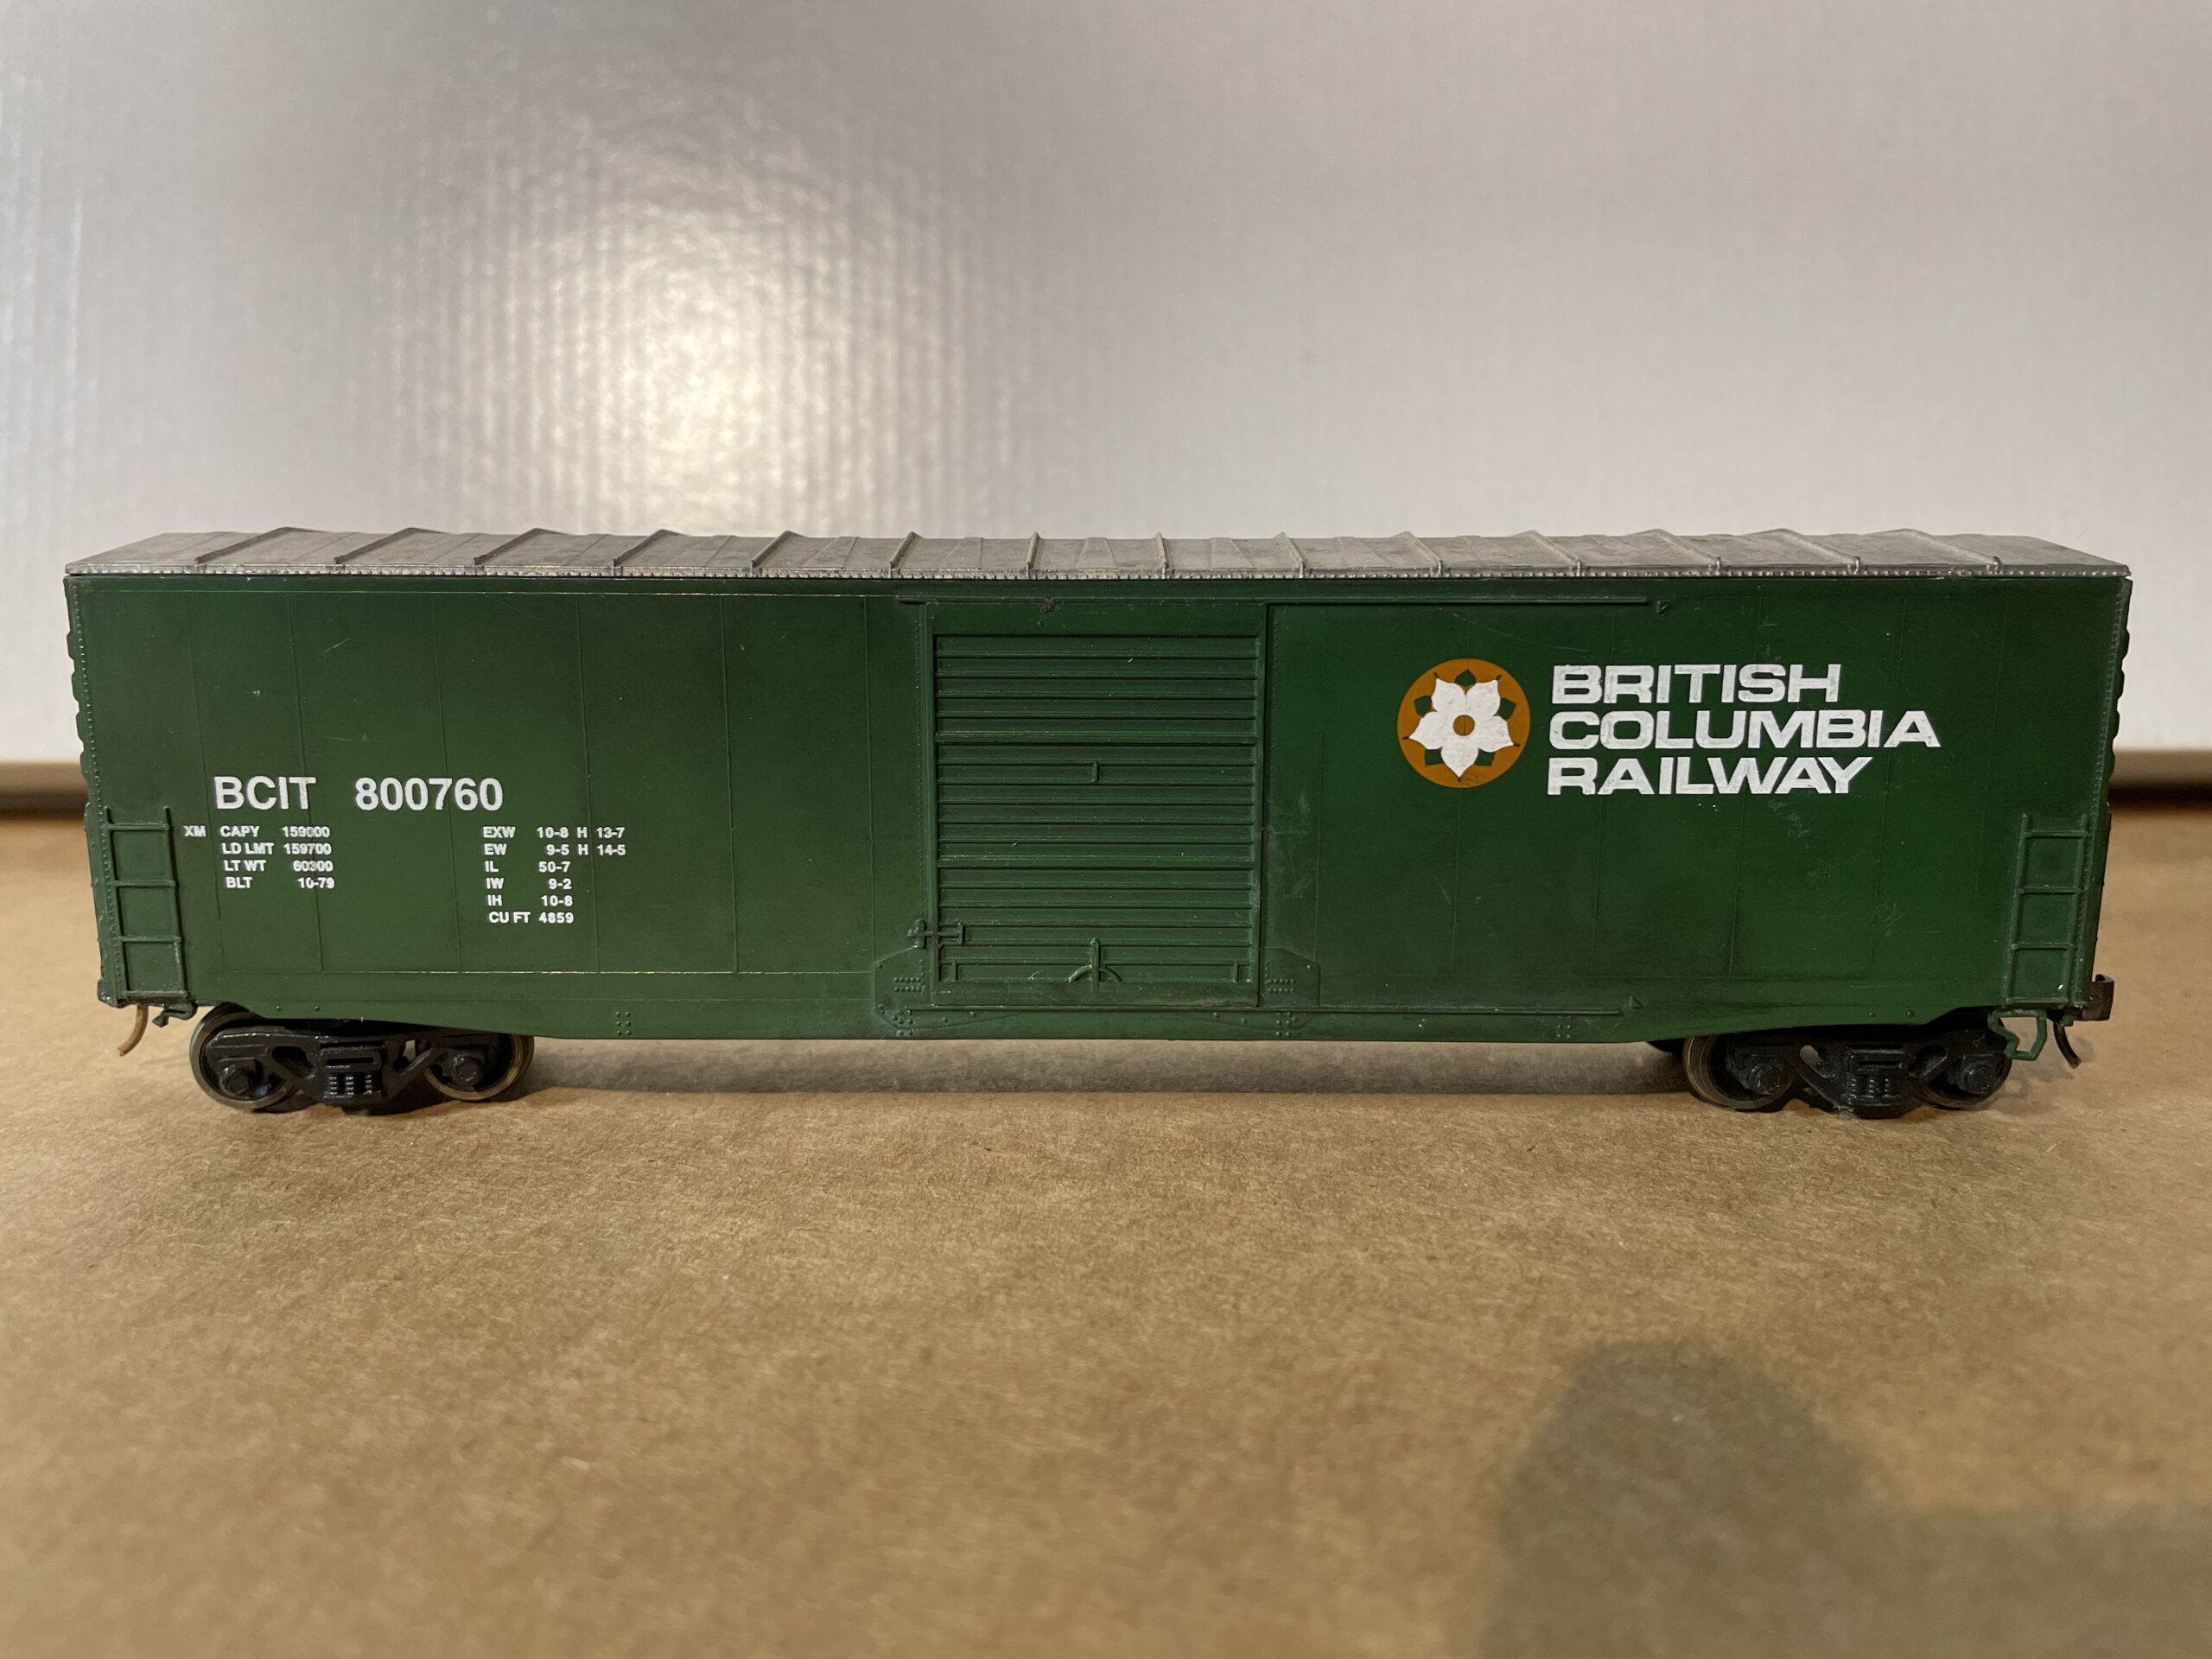 BRITISH
COLUMBIA
RAILWAY
BCIT 800760
XM CAPY 159000
LD LMT 159700
LT WT 60300
BLT 10-79
EXW 10-8 H 13-7
EW 9-5 H 14-5
IL 50-7
IW 9-2
IH 10-8
CU FT 4859